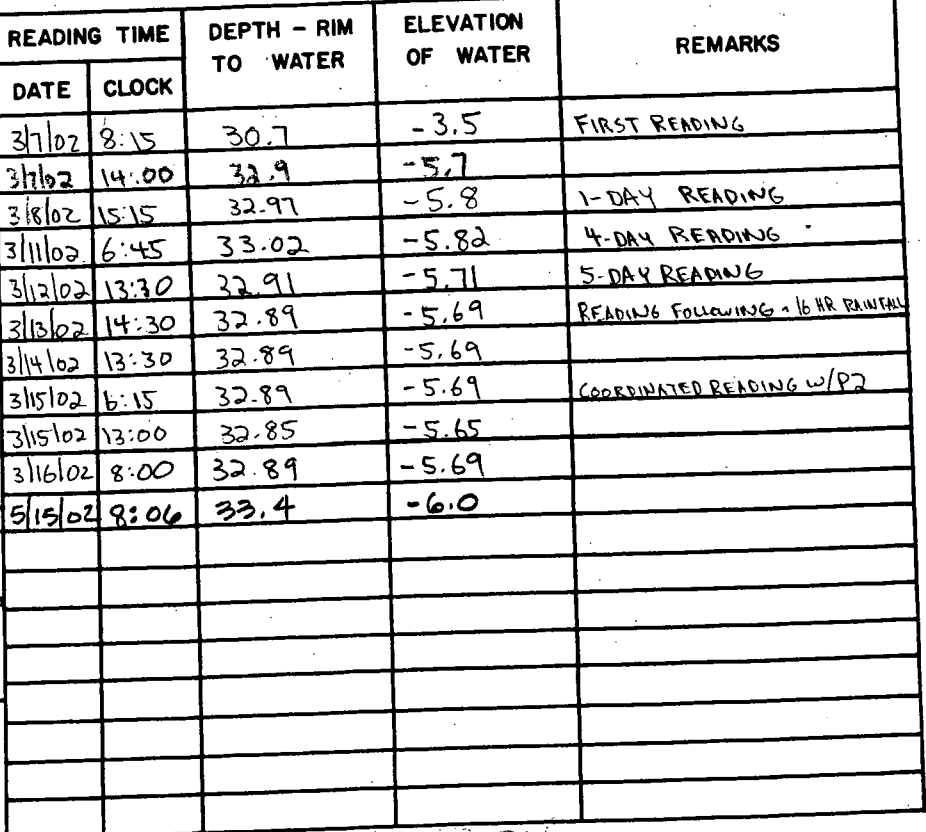 READING TIME DEPTH - RIM TO WATER ELEVATION OF WATER REMARKS
DATE CLOCK
3/7/02 8:15 30.7 -3.5 FIRST READING
3/7/02 14:00 32.9 -5.7
3/8/02 15:15 32.97 -5.8 1-DAY READING
3/11/02 6:45 33.02 -5.82 4-DAY READING
3/12/02 13:30 32.91 -5.71 5-DAY READING
3/13/02 14:30 32.89 -5.69 READING FOLLOWING ~ 16 HR RAINFALL
3/14/02 13:30 32.89 -5.69
3/15/02 6:15 32.89 -5.69 COORDINATED READING W/P2
3/15/02 13:00 32.85 -5.65
3/16/02 8:00 32.89 -5.69
5/15/02 8:06 33.4 -6.0